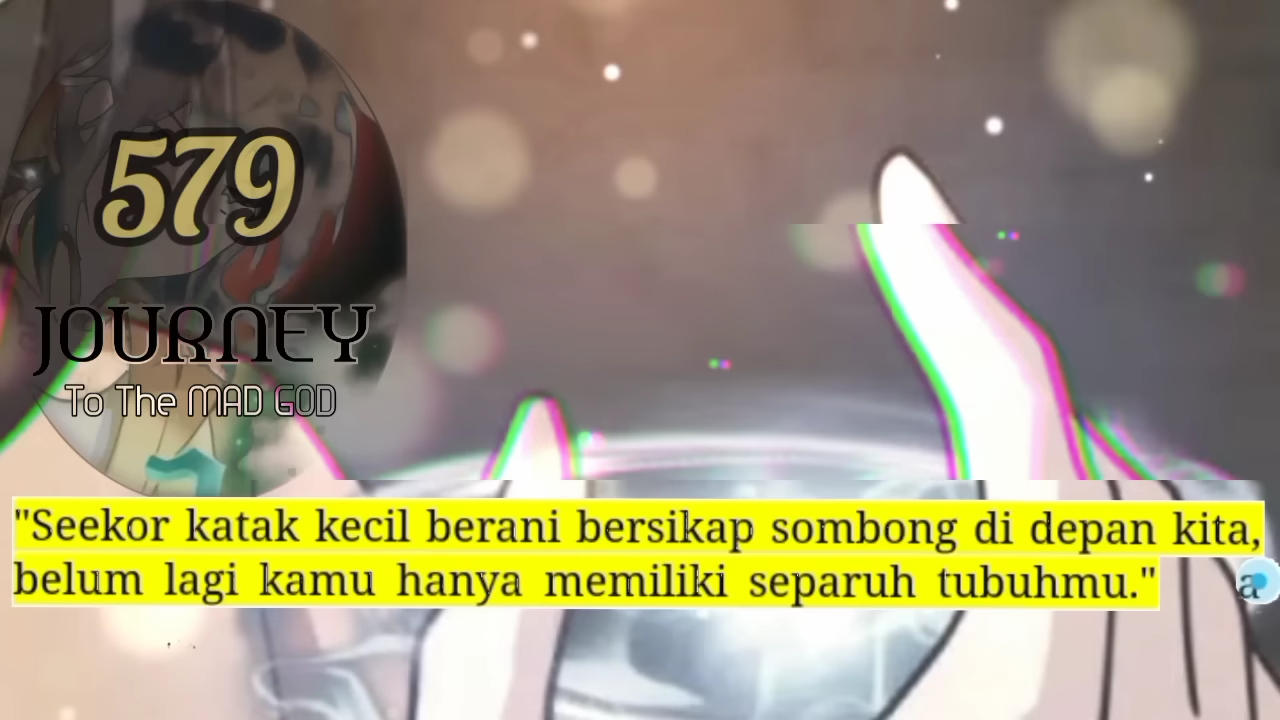 579
JOURNEY
To The MAD GOD
"Seekor katak kecil berani bersikap sombong di depan kita,
belum lagi kamu hanya memiliki separuh tubuhmu."